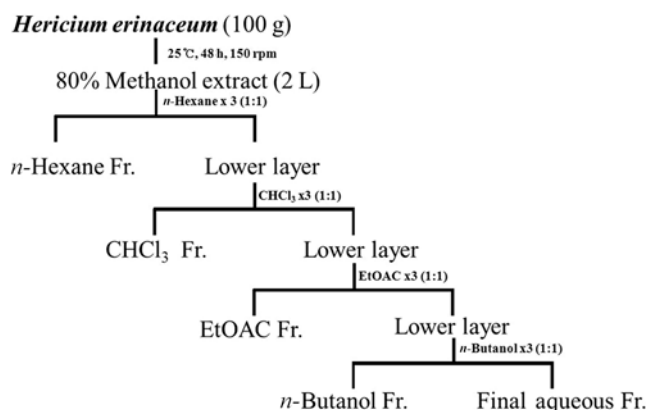 Hericium erinaceum (100 g)
25℃, 48 h, 150 rpm
80% Methanol extract (2 L)
n-Hexane x 3 (1:1)
n-Hexane Fr. Lower layer
CHCl₃ x3 (1:1)
CHCl₃ Fr. Lower layer
EtOAC x3 (1:1)
EtOAC Fr. Lower layer
n-Butanol x3 (1:1)
n-Butanol Fr. Final aqueous Fr.